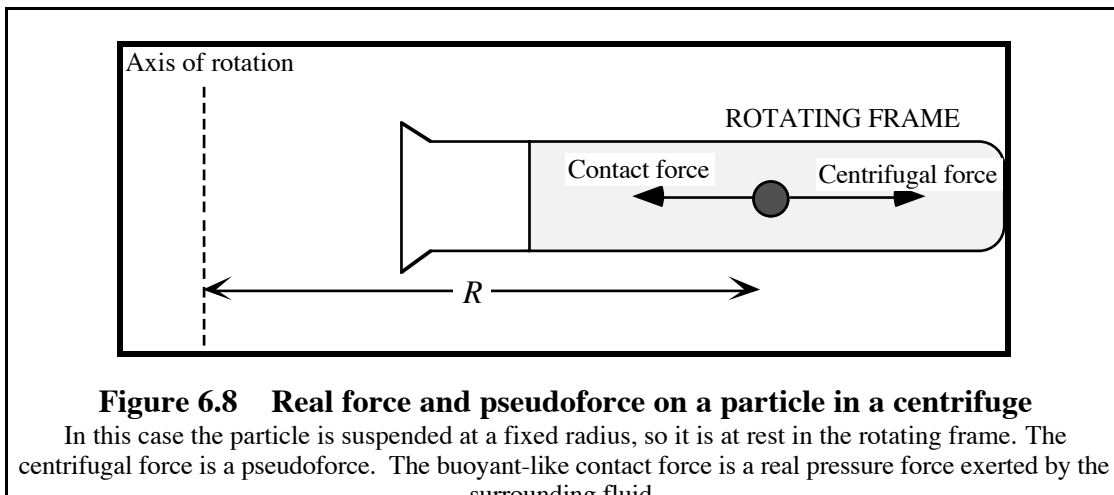 Axis of rotation
ROTATING FRAME
Contact force
Centrifugal force
R
Figure 6.8 Real force and pseudoforce on a particle in a centrifuge
In this case the particle is suspended at a fixed radius, so it is at rest in the rotating frame. The
centrifugal force is a pseudoforce. The buoyant-like contact force is a real pressure force exerted by the
surrounding fluid